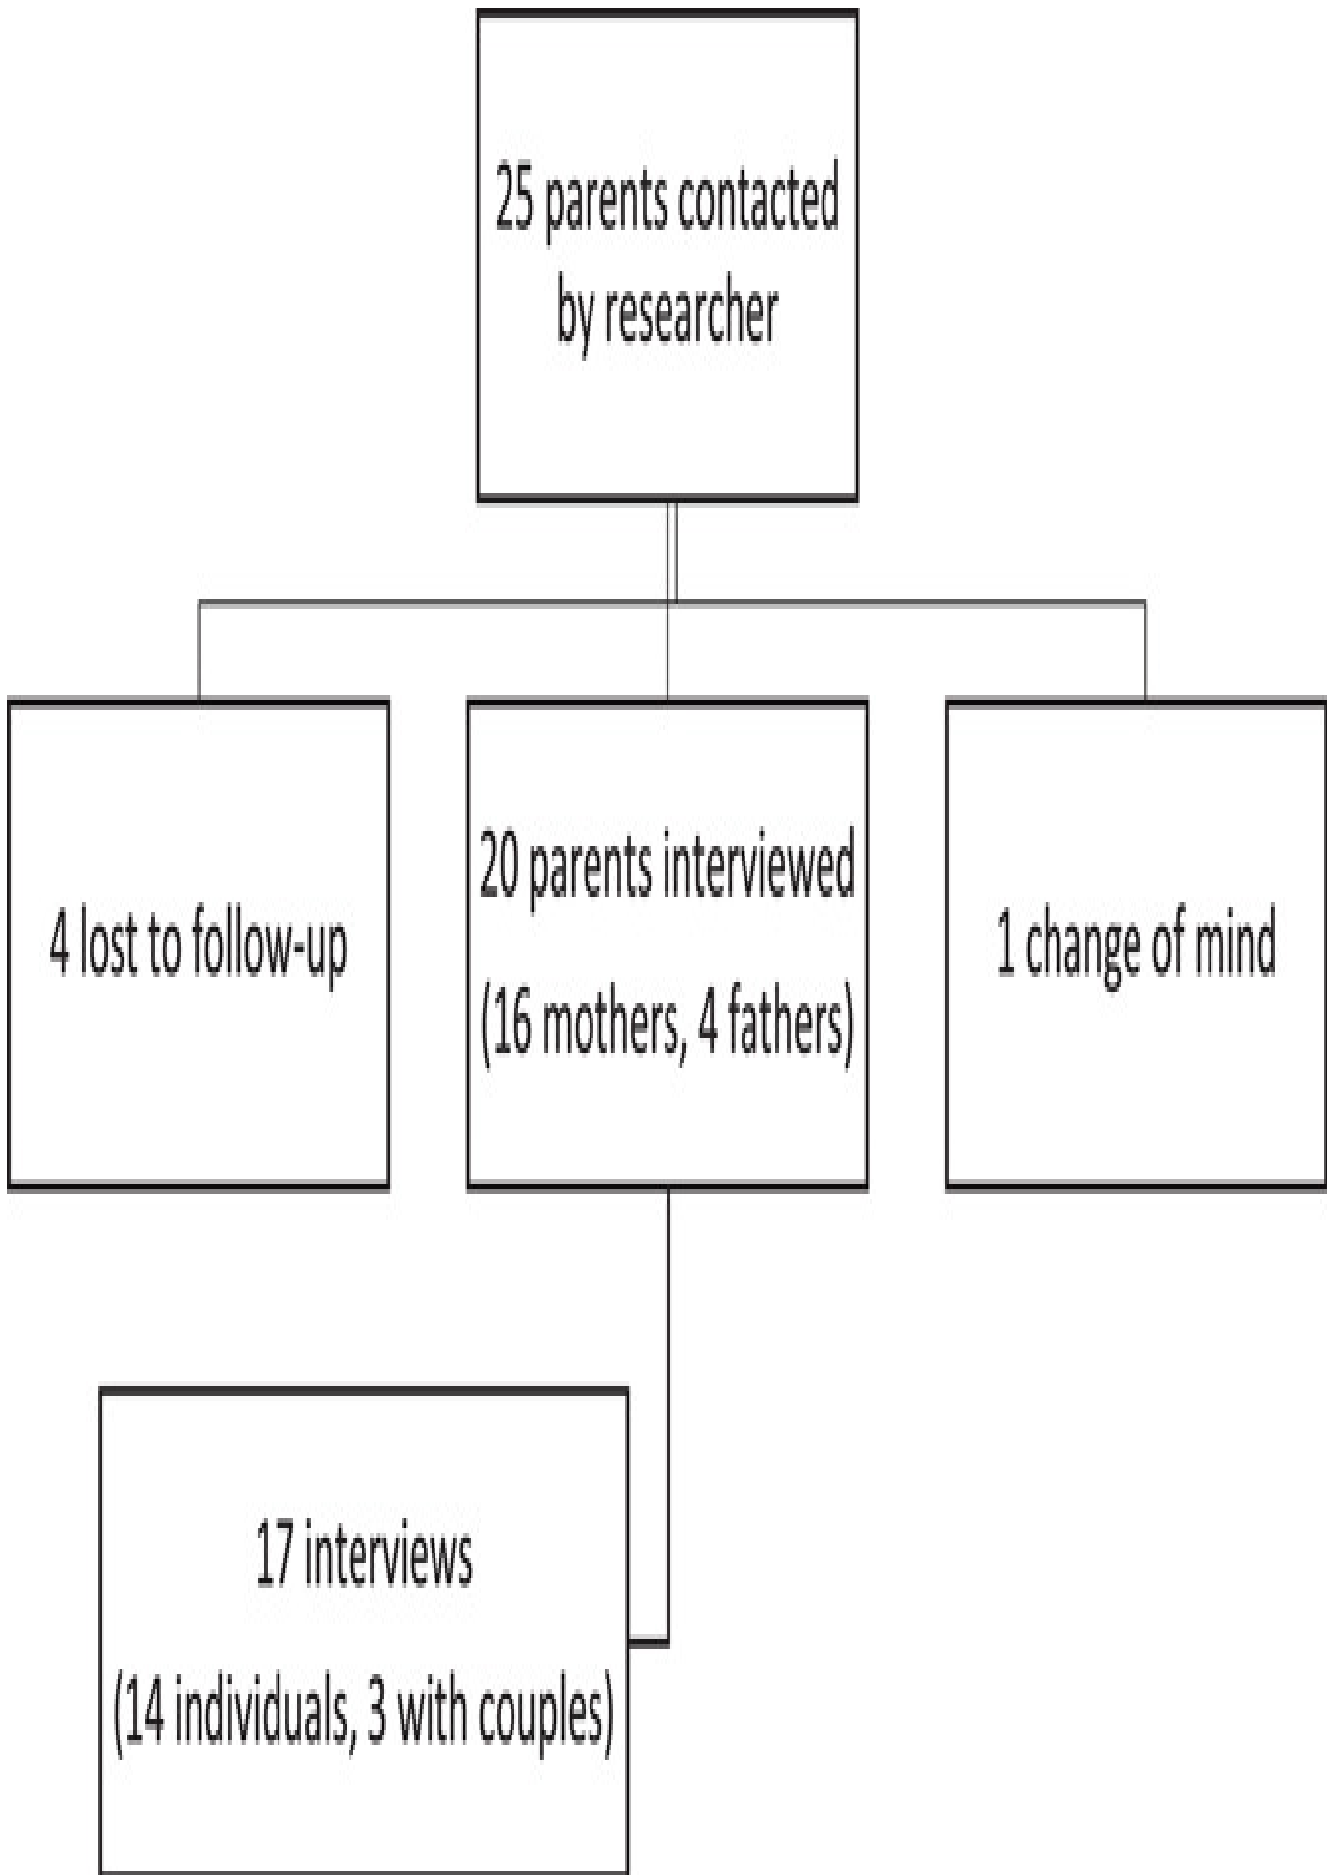 25 parents contacted
by researcher
4 lost to follow-up
20 parents interviewed
(16 mothers, 4 fathers)
1 change of mind
17 interviews
(14 individuals, 3 with couples)